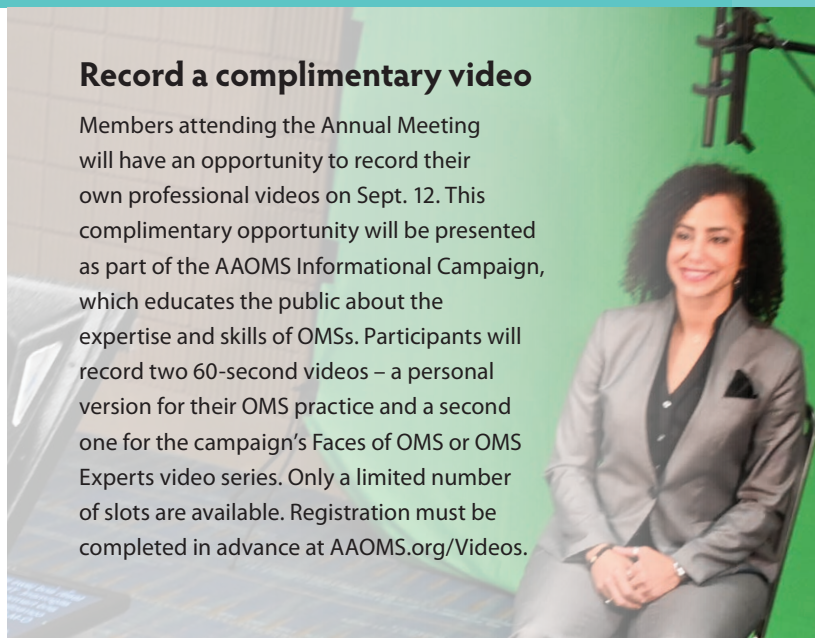 Record a complimentary video
Members attending the Annual Meeting
will have an opportunity to record their
own professional videos on Sept. 12. This
complimentary opportunity will be presented
as part of the AAOMS Informational Campaign,
which educates the public about the
expertise and skills of OMSs. Participants will
record two 60-second videos – a personal
version for their OMS practice and a second
one for the campaign’s Faces of OMS or OMS
Experts video series. Only a limited number
of slots are available. Registration must be
completed in advance at AAOMS.org/Videos.